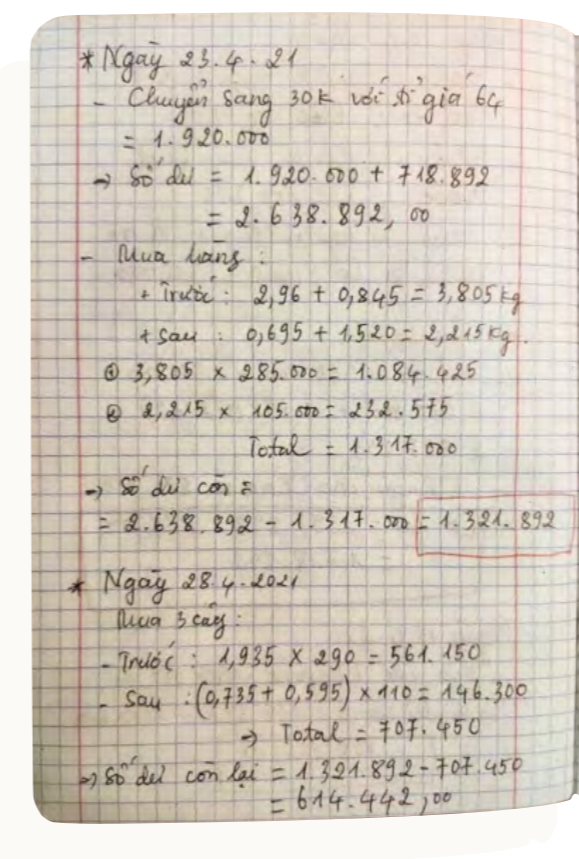 * Ngày 23.4.21
- Chuyển sang 30k với tỉ giá 64
= 1.920.000
→ Số dư = 1.920.000 + 718.892
= 2.638.892,00
- Mua hàng :
+ Trước : 2,96 + 0,845 = 3,805 kg
+ Sau : 0,695 + 1,520 = 2,215 kg.
① 3,805 × 285.000 = 1.084.425
② 2,215 × 105.000 = 232.575
Total = 1.317.000
→ Số dư còn =
= 2.638.892 - 1.317.000 = 1.321.892
* Ngày 28.4.2021
Mua 3 cây :
- Trước : 1,935 × 290 = 561.150
- Sau : (0,735 + 0,595) × 110 = 146.300
→ Total = 707.450
→ Số dư còn lại = 1.321.892 - 707.450
= 614.442,00